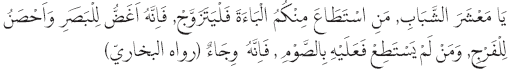 يَا مَعْشَرَ الشَّبَابِ, مَنِ اسْتَطَاعَ مِنْكُمُ الْبَاءَةَ فَلْيَتَزَوَّجْ, فَإِنَّهُ اَغَضُّ لِلْبَصَرِ وَاَحْصَنُ
لِلْفَرْجِ, وَمَنْ لَمْ يَسْتَطِعْ فَعَلَيْهِ بِالصَّوْمِ, فَإِنَّهُ وِجَاءٌ (رواه البخاريّ)